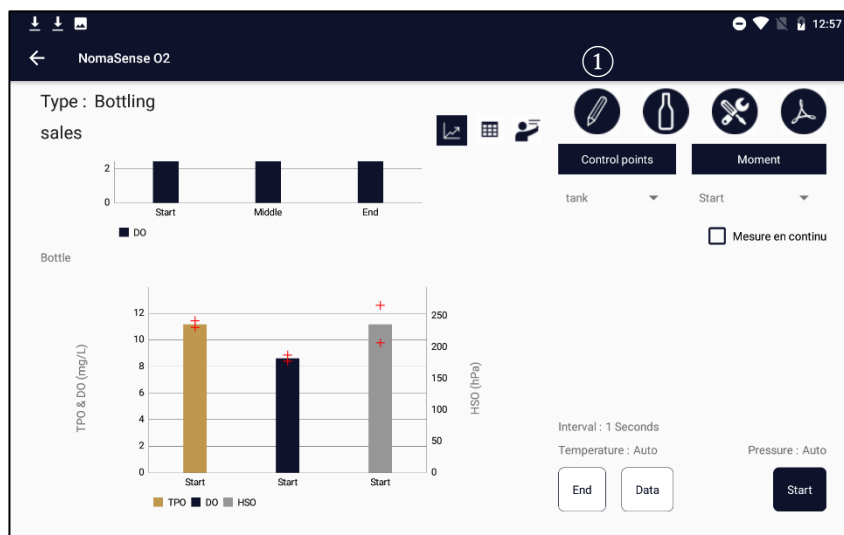 12:57
NomaSense O2
①
Type : Bottling
sales
Control points
Moment
tank
Start
Mesure en continu
2
0
Start Middle End
DO
Bottle
TPO & DO (mg/L)
12
10
8
6
4
2
0
250
200
150
100
50
0
HSO (hPa)
Start Start Start
TPO DO HSO
Interval : 1 Seconds
Temperature : Auto
Pressure : Auto
End
Data
Start